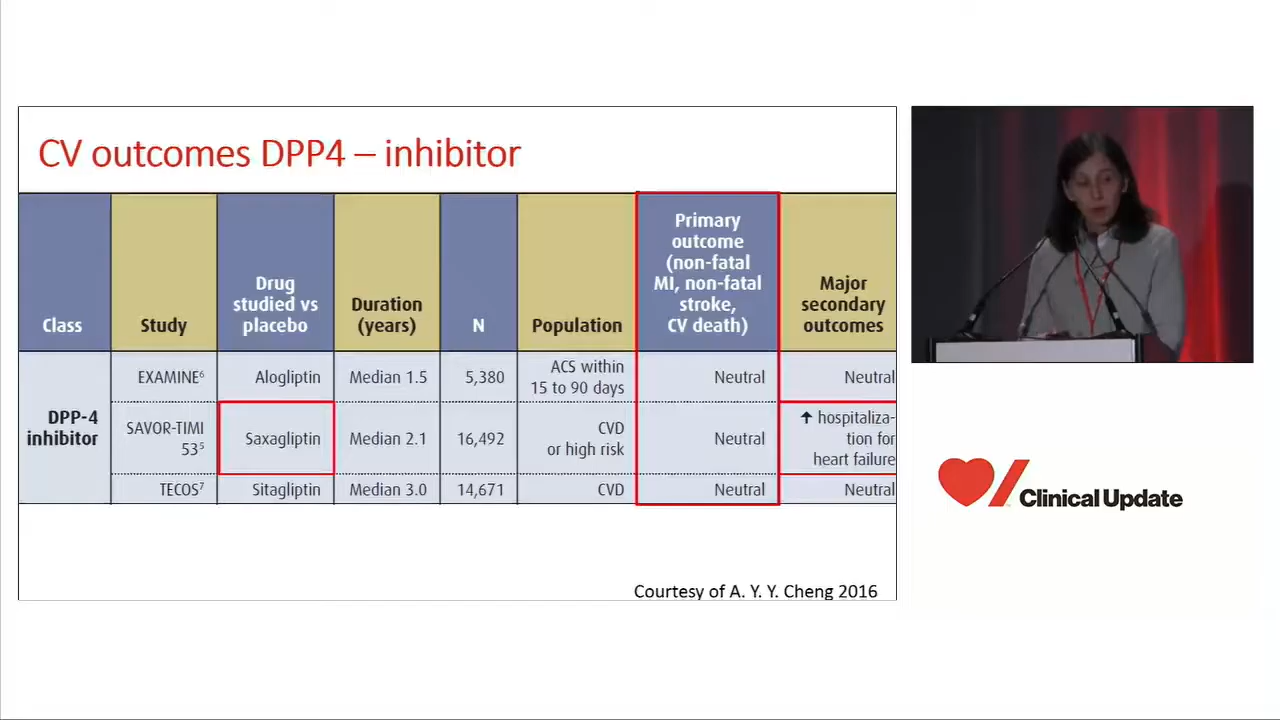 CV outcomes DPP4 – inhibitor
Class
Study
Drug
studied vs
placebo
Duration
(years)
N
Population
Primary
outcome
(non-fatal
MI, non-fatal
stroke,
CV death)
Major
secondary
outcomes
DPP-4
inhibitor
EXAMINE⁶
Alogliptin
Median 1.5
5,380
ACS within
15 to 90 days
Neutral
Neutral
SAVOR-TIMI
53⁵
Saxagliptin
Median 2.1
16,492
CVD
or high risk
Neutral
↑ hospitaliza-
tion for
heart failure
TECOS⁷
Sitagliptin
Median 3.0
14,671
CVD
Neutral
Neutral
Courtesy of A. Y. Y. Cheng 2016
Clinical Update